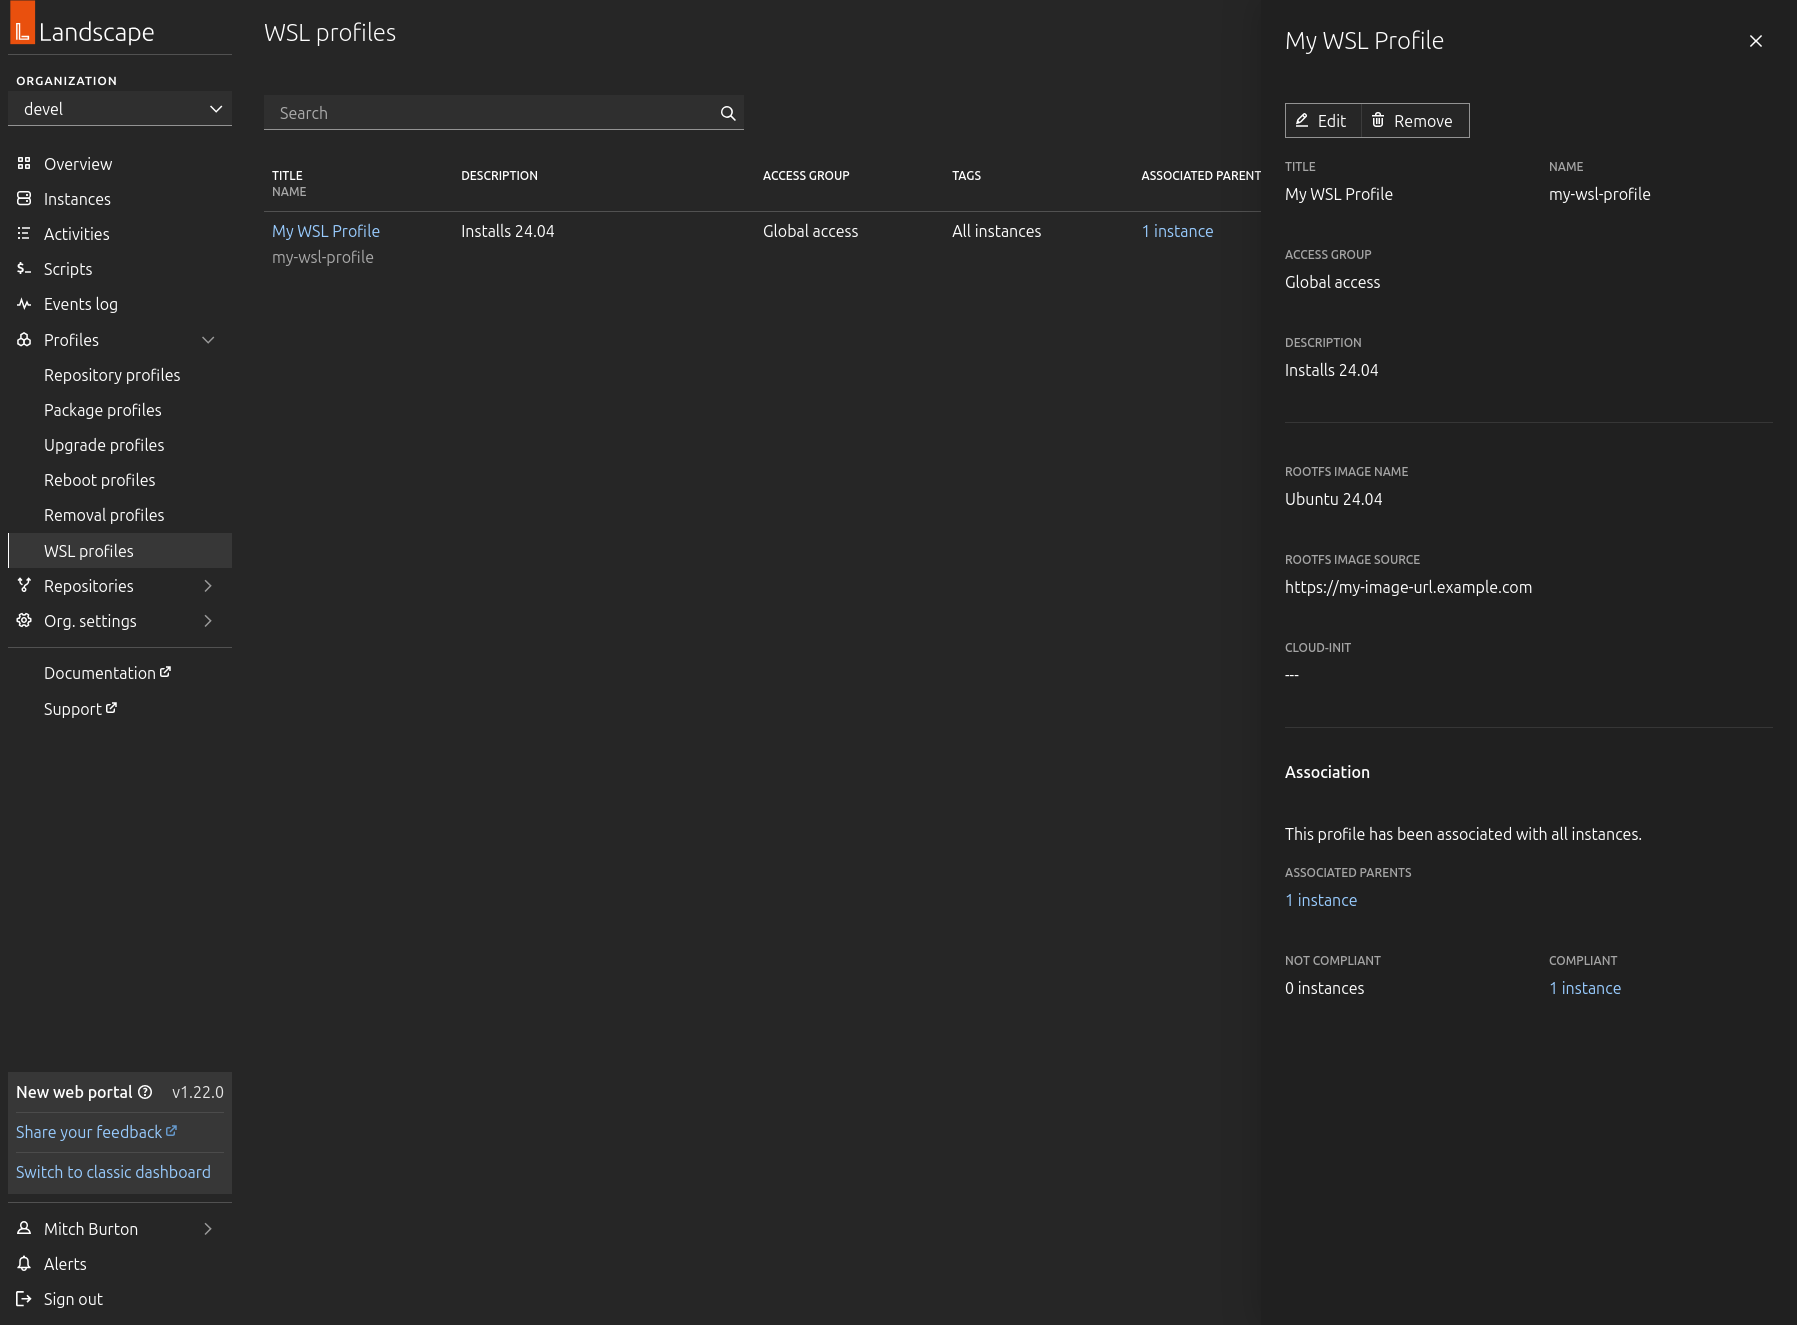 Landscape
ORGANIZATION
devel
Overview
Instances
Activities
Scripts
Events log
Profiles
Repository profiles
Package profiles
Upgrade profiles
Reboot profiles
Removal profiles
WSL profiles
Repositories
Org. settings
Documentation
Support
New web portal v1.22.0
Share your feedback
Switch to classic dashboard
Mitch Burton
Alerts
Sign out
WSL profiles
Search
TITLE DESCRIPTION ACCESS GROUP TAGS ASSOCIATED PARENT
NAME
My WSL Profile Installs 24.04 Global access All instances 1 instance
my-wsl-profile
My WSL Profile
Edit Remove
TITLE NAME
My WSL Profile my-wsl-profile
ACCESS GROUP
Global access
DESCRIPTION
Installs 24.04
ROOTFS IMAGE NAME
Ubuntu 24.04
ROOTFS IMAGE SOURCE
https://my-image-url.example.com
CLOUD-INIT
---
Association
This profile has been associated with all instances.
ASSOCIATED PARENTS
1 instance
NOT COMPLIANT COMPLIANT
0 instances 1 instance